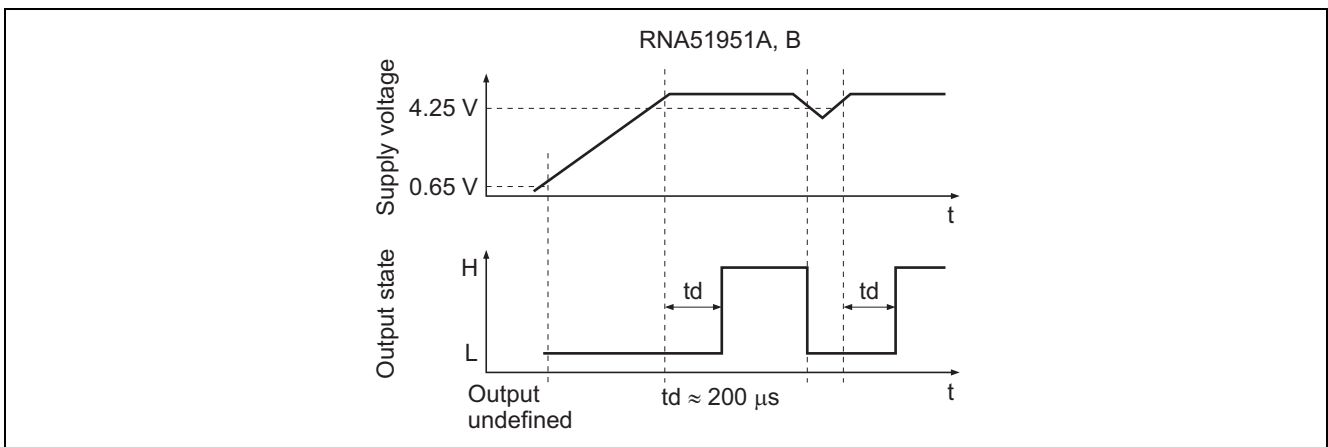 RNA51951A, B
Supply voltage
4.25 V
0.65 V
t
Output state
H
L
td
td
t
Output
undefined
td ≈ 200 μs